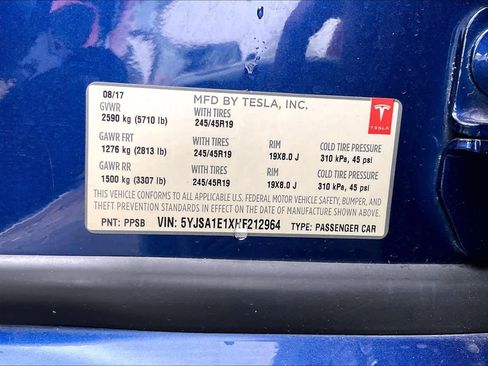 08/17 MFD BY TESLA, INC.
GVWR WITH TIRES
2590 kg (5710 lb) 245/45R19
TESLA
GAWR FRT WITH TIRES RIM COLD TIRE PRESSURE
1276 kg (2813 lb) 245/45R19 19X8.0 J 310 kPa, 45 psi
GAWR RR WITH TIRES RIM COLD TIRE PRESSURE
1500 kg (3307 lb) 245/45R19 19X8.0 J 310 kPa, 45 psi
THIS VEHICLE CONFORMS TO ALL APPLICABLE U.S. FEDERAL MOTOR VEHICLE SAFETY, BUMPER, AND
THEFT PREVENTION STANDARDS IN EFFECT ON THE DATE OF MANUFACTURE SHOWN ABOVE.
PNT: PPSB VIN: 5YJSA1E1XHF212964 TYPE: PASSENGER CAR